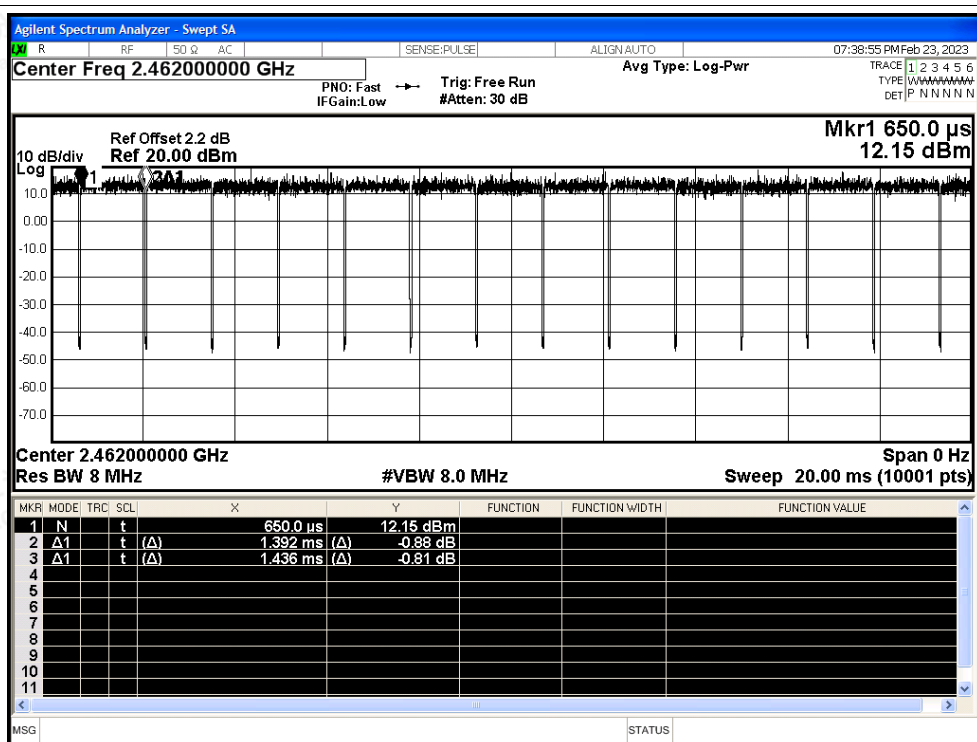 Agilent Spectrum Analyzer - Swept SA
LXI R RF 50 Ω AC SENSE:PULSE ALIGN AUTO 07:38:55 PM Feb 23, 2023
Center Freq 2.462000000 GHz Avg Type: Log-Pwr TRACE 1 2 3 4 5 6
PNO: Fast Trig: Free Run TYPE WWWWWWW
IFGain:Low #Atten: 30 dB DET P N N N N N
Ref Offset 2.2 dB Mkr1 650.0 µs
10 dB/div Ref 20.00 dBm 12.15 dBm
Log
1 3Δ1
10.0
0.00
-10.0
-20.0
-30.0
-40.0
-50.0
-60.0
-70.0
Center 2.462000000 GHz Span 0 Hz
Res BW 8 MHz #VBW 8.0 MHz Sweep 20.00 ms (10001 pts)
MKR MODE TRC SCL X Y FUNCTION FUNCTION WIDTH FUNCTION VALUE
1 N t 650.0 µs 12.15 dBm
2 Δ1 t (Δ) 1.392 ms (Δ) -0.88 dB
3 Δ1 t (Δ) 1.436 ms (Δ) -0.81 dB
4
5
6
7
8
9
10
11
MSG STATUS